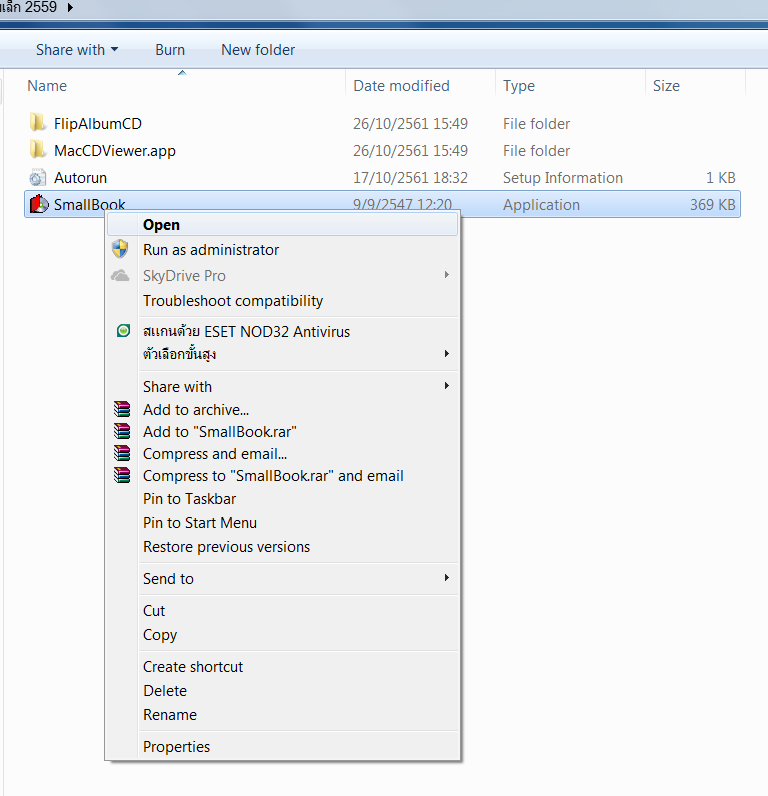 เล็ก 2559
Share with Burn New folder
Name Date modified Type Size
FlipAlbumCD 26/10/2561 15:49 File folder
MacCDViewer.app 26/10/2561 15:49 File folder
Autorun 17/10/2561 18:32 Setup Information 1 KB
SmallBook 9/9/2547 12:20 Application 369 KB
Open
Run as administrator
SkyDrive Pro
Troubleshoot compatibility
สแกนด้วย ESET NOD32 Antivirus
ตัวเลือกขั้นสูง
Share with
Add to archive...
Add to "SmallBook.rar"
Compress and email...
Compress to "SmallBook.rar" and email
Pin to Taskbar
Pin to Start Menu
Restore previous versions
Send to
Cut
Copy
Create shortcut
Delete
Rename
Properties